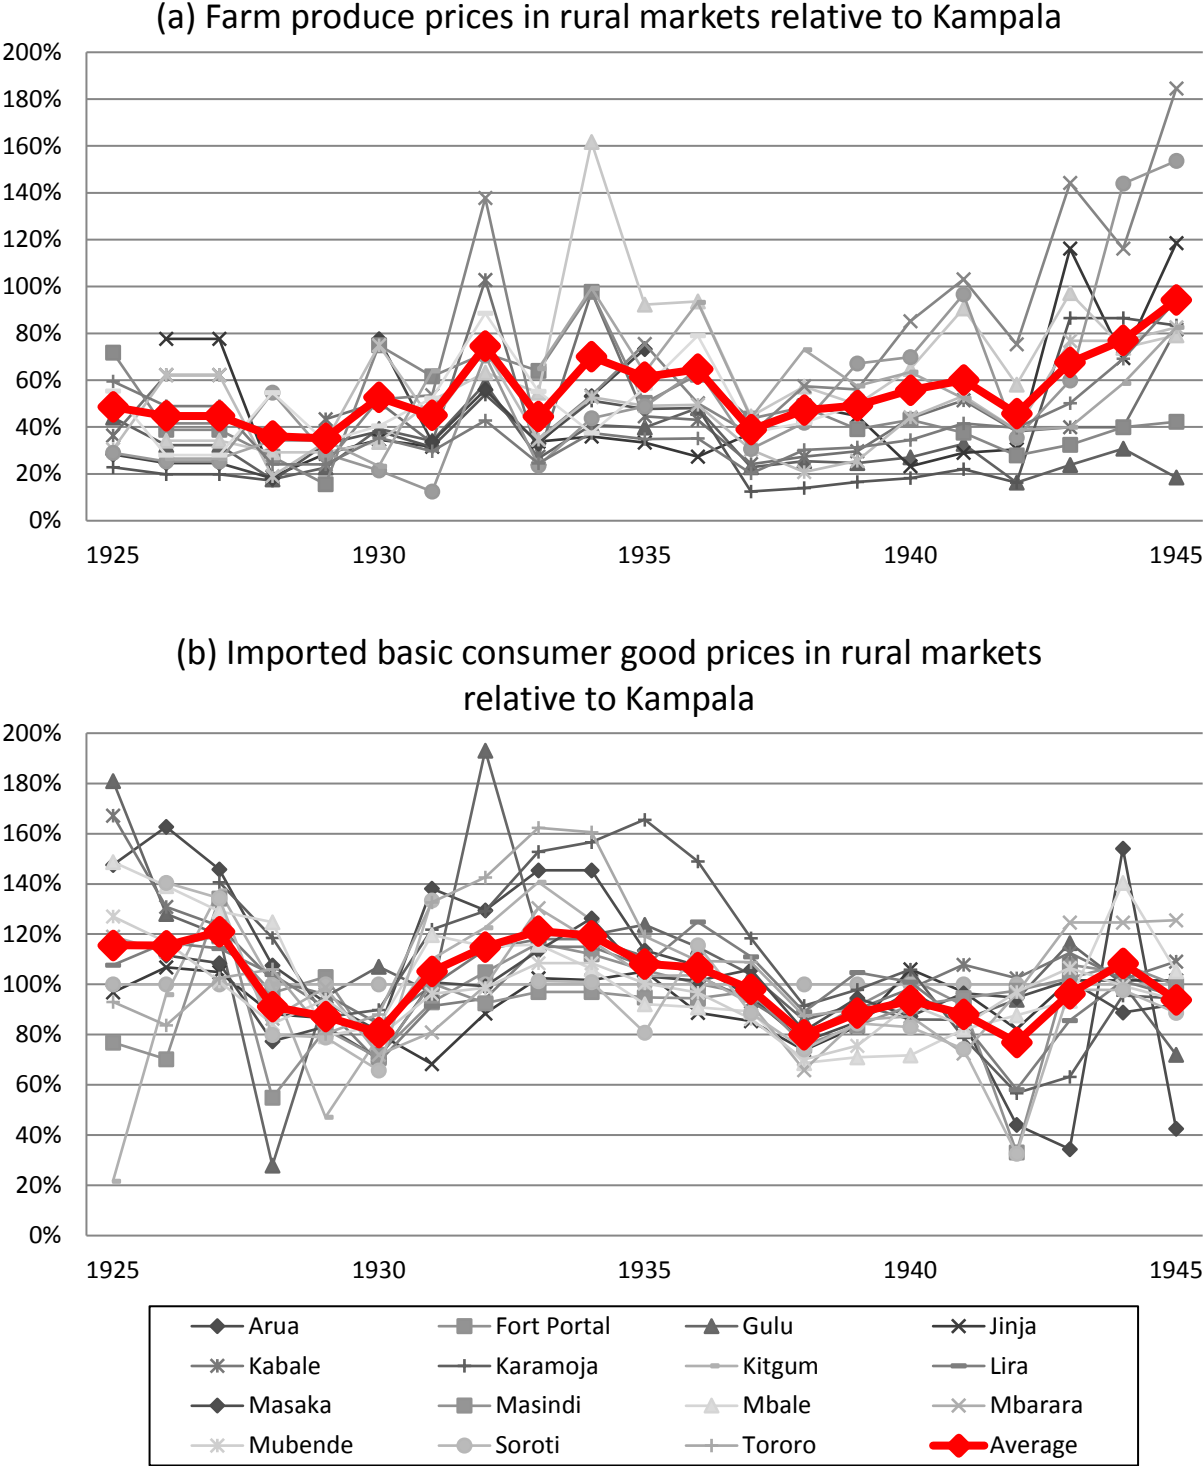 (a) Farm produce prices in rural markets relative to Kampala
200%
180%
160%
140%
120%
100%
80%
60%
40%
20%
0%
1925 1930 1935 1940 1945
(b) Imported basic consumer good prices in rural markets
relative to Kampala
200%
180%
160%
140%
120%
100%
80%
60%
40%
20%
0%
1925 1930 1935 1940 1945
Arua Fort Portal Gulu Jinja
Kabale Karamoja Kitgum Lira
Masaka Masindi Mbale Mbarara
Mubende Soroti Tororo Average